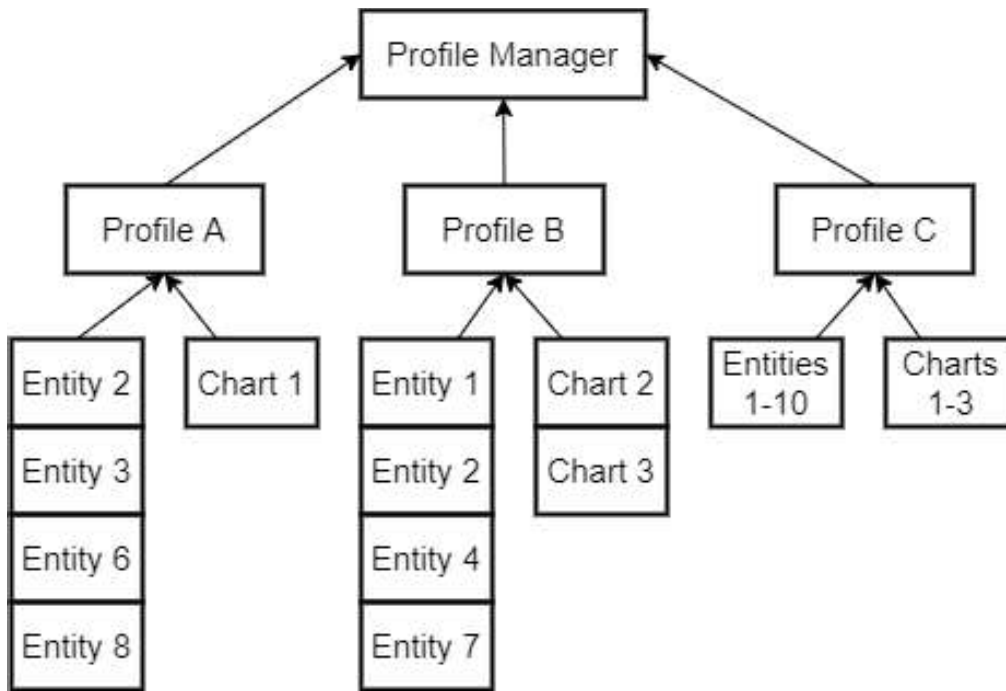 Profile Manager
Profile A
Profile B
Profile C
Entity 2
Entity 3
Entity 6
Entity 8
Chart 1
Entity 1
Entity 2
Entity 4
Entity 7
Chart 2
Chart 3
Entities
1-10
Charts
1-3